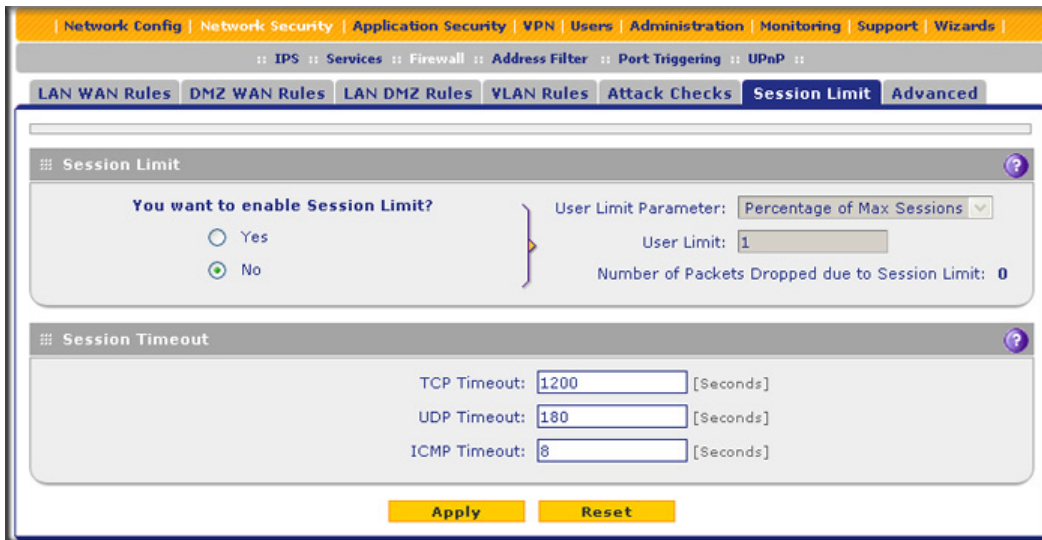 | Network Config | Network Security | Application Security | VPN | Users | Administration | Monitoring | Support | Wizards |
:: IPS :: Services :: Firewall :: Address Filter :: Port Triggering :: UPnP ::
LAN WAN Rules DMZ WAN Rules LAN DMZ Rules VLAN Rules Attack Checks Session Limit Advanced
Session Limit ?
You want to enable Session Limit? User Limit Parameter: Percentage of Max Sessions
Yes User Limit: 1
No Number of Packets Dropped due to Session Limit: 0
Session Timeout ?
TCP Timeout: 1200 [Seconds]
UDP Timeout: 180 [Seconds]
ICMP Timeout: 8 [Seconds]
Apply Reset